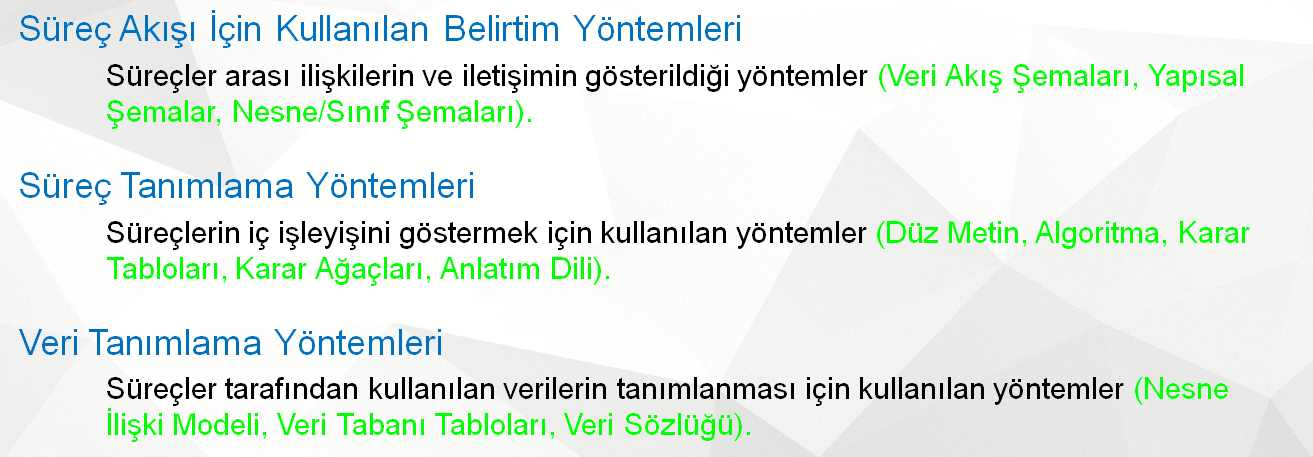 Süreç Akışı İçin Kullanılan Belirtim Yöntemleri
Süreçler arası ilişkilerin ve iletişimin gösterildiği yöntemler (Veri Akış Şemaları, Yapısal
Şemalar, Nesne/Sınıf Şemaları).
Süreç Tanımlama Yöntemleri
Süreçlerin iç işleyişini göstermek için kullanılan yöntemler (Düz Metin, Algoritma, Karar
Tabloları, Karar Ağaçları, Anlatım Dili).
Veri Tanımlama Yöntemleri
Süreçler tarafından kullanılan verilerin tanımlanması için kullanılan yöntemler (Nesne
İlişki Modeli, Veri Tabanı Tabloları, Veri Sözlüğü).